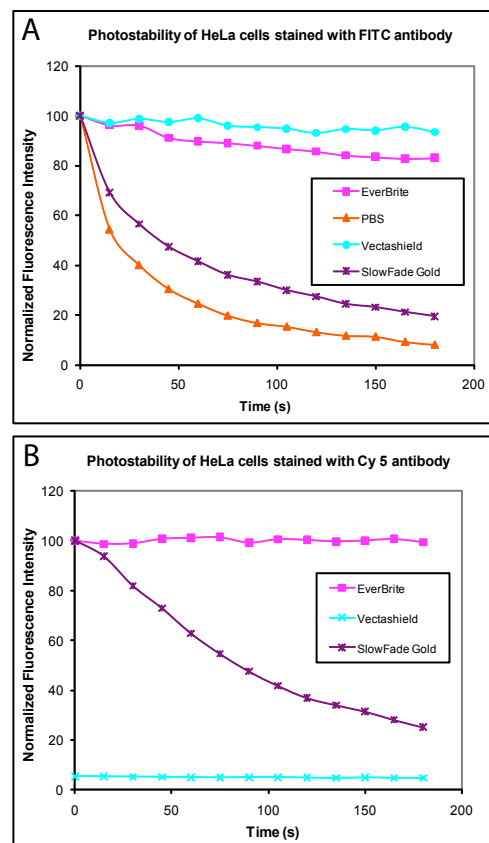 A
Photostability of HeLa cells stained with FITC antibody
Normalized Fluorescence Intensity
120
100
80
60
40
20
0
EverBrite
PBS
Vectashield
SlowFade Gold
0
50
100
150
200
Time (s)
B
Photostability of HeLa cells stained with Cy 5 antibody
Normalized Fluorescence Intensity
120
100
80
60
40
20
0
EverBrite
Vectashield
SlowFade Gold
0
50
100
150
200
Time (s)